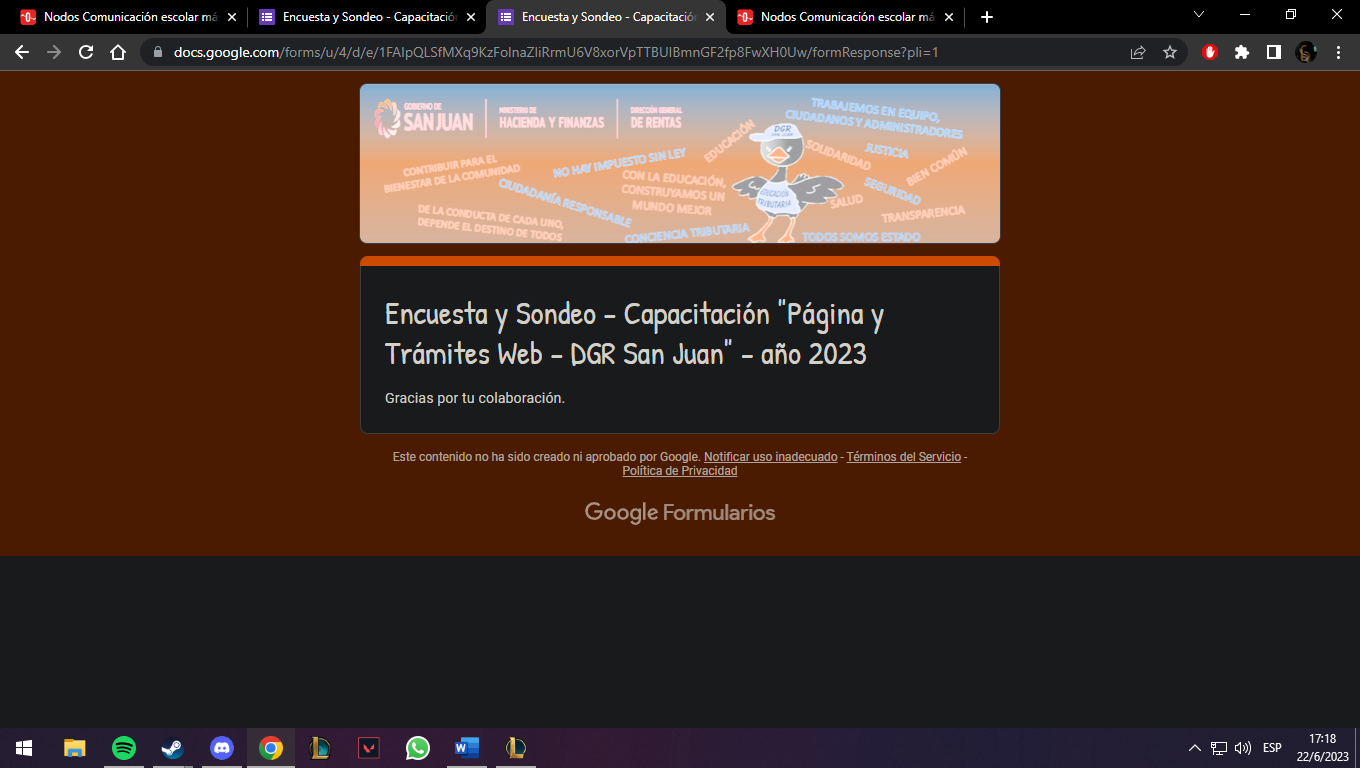 Nodos Comunicación escolar má
Encuesta y Sondeo - Capacitación
Encuesta y Sondeo - Capacitación
Nodos Comunicación escolar má
docs.google.com/forms/u/4/d/e/1FAIpQLSfMXq9KzFoInaZIiRrmU6V8xorVpTTBUIBmnGF2fp8FwXH0Uw/formResponse?pli=1
GOBIERNO DE
SAN JUAN
MINISTERIO DE
HACIENDA Y FINANZAS
DIRECCIÓN GENERAL
DE RENTAS
TRABAJEMOS EN EQUIPO,
CIUDADANOS Y ADMINISTRADORES
EDUCACIÓN
DGR
SAN JUAN
SOLIDARIDAD
JUSTICIA
BIEN COMÚN
CONTRIBUIR PARA EL
BIENESTAR DE LA COMUNIDAD
NO HAY IMPUESTO SIN LEY
CIUDADANÍA RESPONSABLE
CON LA EDUCACIÓN,
CONSTRUYAMOS UN
MUNDO MEJOR
EDUCACIÓN
TRIBUTARIA
SEGURIDAD
SALUD
TRANSPARENCIA
DE LA CONDUCTA DE CADA UNO,
DEPENDE EL DESTINO DE TODOS
CONCIENCIA TRIBUTARIA
TODOS SOMOS ESTADO
Encuesta y Sondeo - Capacitación "Página y
Trámites Web - DGR San Juan" - año 2023
Gracias por tu colaboración.
Este contenido no ha sido creado ni aprobado por Google. Notificar uso inadecuado - Términos del Servicio -
Política de Privacidad
Google Formularios
ESP
17:18
22/6/2023